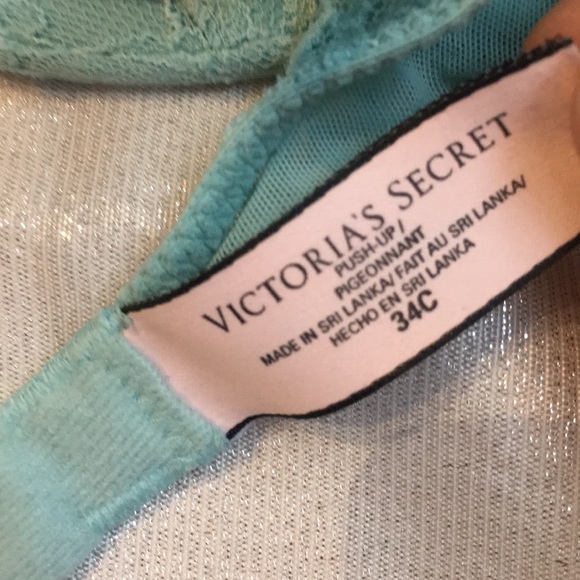 VICTORIA'S SECRET
PUSH-UP/
PIGEONNANT
MADE IN SRI LANKA/ FAIT AU SRI LANKA/
HECHO EN SRI LANKA
34C